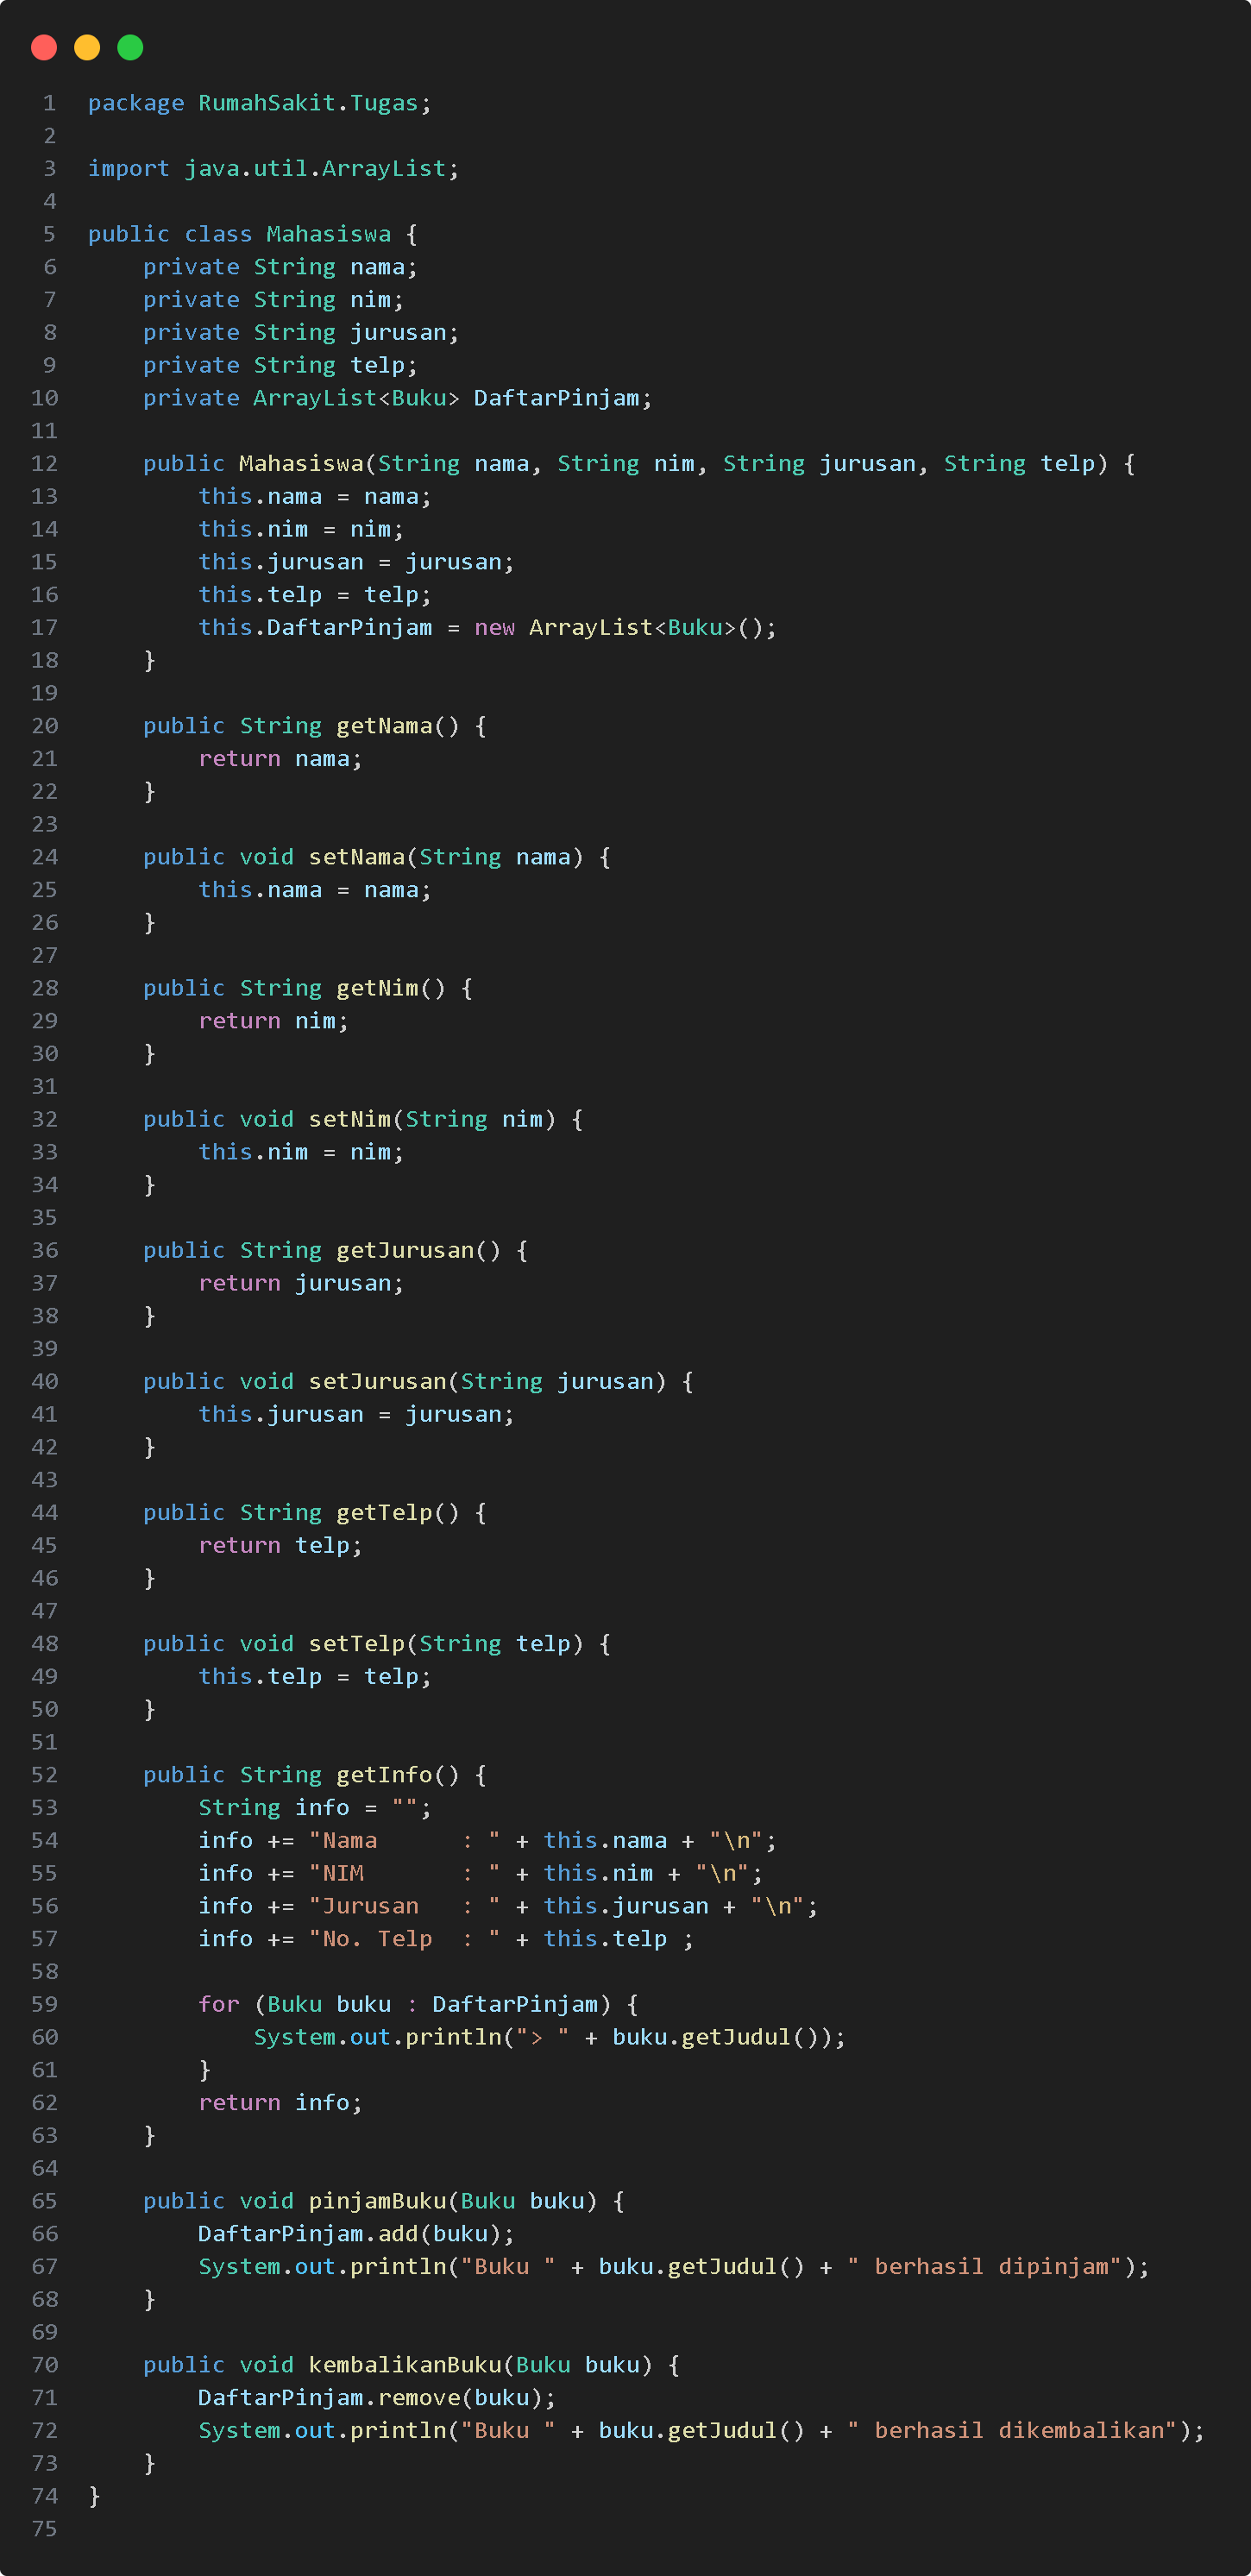 1 package RumahSakit.Tugas;
2
3 import java.util.ArrayList;
4
5 public class Mahasiswa {
6     private String nama;
7     private String nim;
8     private String jurusan;
9     private String telp;
10     private ArrayList<Buku> DaftarPinjam;
11
12     public Mahasiswa(String nama, String nim, String jurusan, String telp) {
13         this.nama = nama;
14         this.nim = nim;
15         this.jurusan = jurusan;
16         this.telp = telp;
17         this.DaftarPinjam = new ArrayList<Buku>();
18     }
19
20     public String getNama() {
21         return nama;
22     }
23
24     public void setNama(String nama) {
25         this.nama = nama;
26     }
27
28     public String getNim() {
29         return nim;
30     }
31
32     public void setNim(String nim) {
33         this.nim = nim;
34     }
35
36     public String getJurusan() {
37         return jurusan;
38     }
39
40     public void setJurusan(String jurusan) {
41         this.jurusan = jurusan;
42     }
43
44     public String getTelp() {
45         return telp;
46     }
47
48     public void setTelp(String telp) {
49         this.telp = telp;
50     }
51
52     public String getInfo() {
53         String info = "";
54         info += "Nama      : " + this.nama + "\n";
55         info += "NIM       : " + this.nim + "\n";
56         info += "Jurusan   : " + this.jurusan + "\n";
57         info += "No. Telp  : " + this.telp ;
58
59         for (Buku buku : DaftarPinjam) {
60             System.out.println("> " + buku.getJudul());
61         }
62         return info;
63     }
64
65     public void pinjamBuku(Buku buku) {
66         DaftarPinjam.add(buku);
67         System.out.println("Buku " + buku.getJudul() + " berhasil dipinjam");
68     }
69
70     public void kembalikanBuku(Buku buku) {
71         DaftarPinjam.remove(buku);
72         System.out.println("Buku " + buku.getJudul() + " berhasil dikembalikan");
73     }
74 }
75